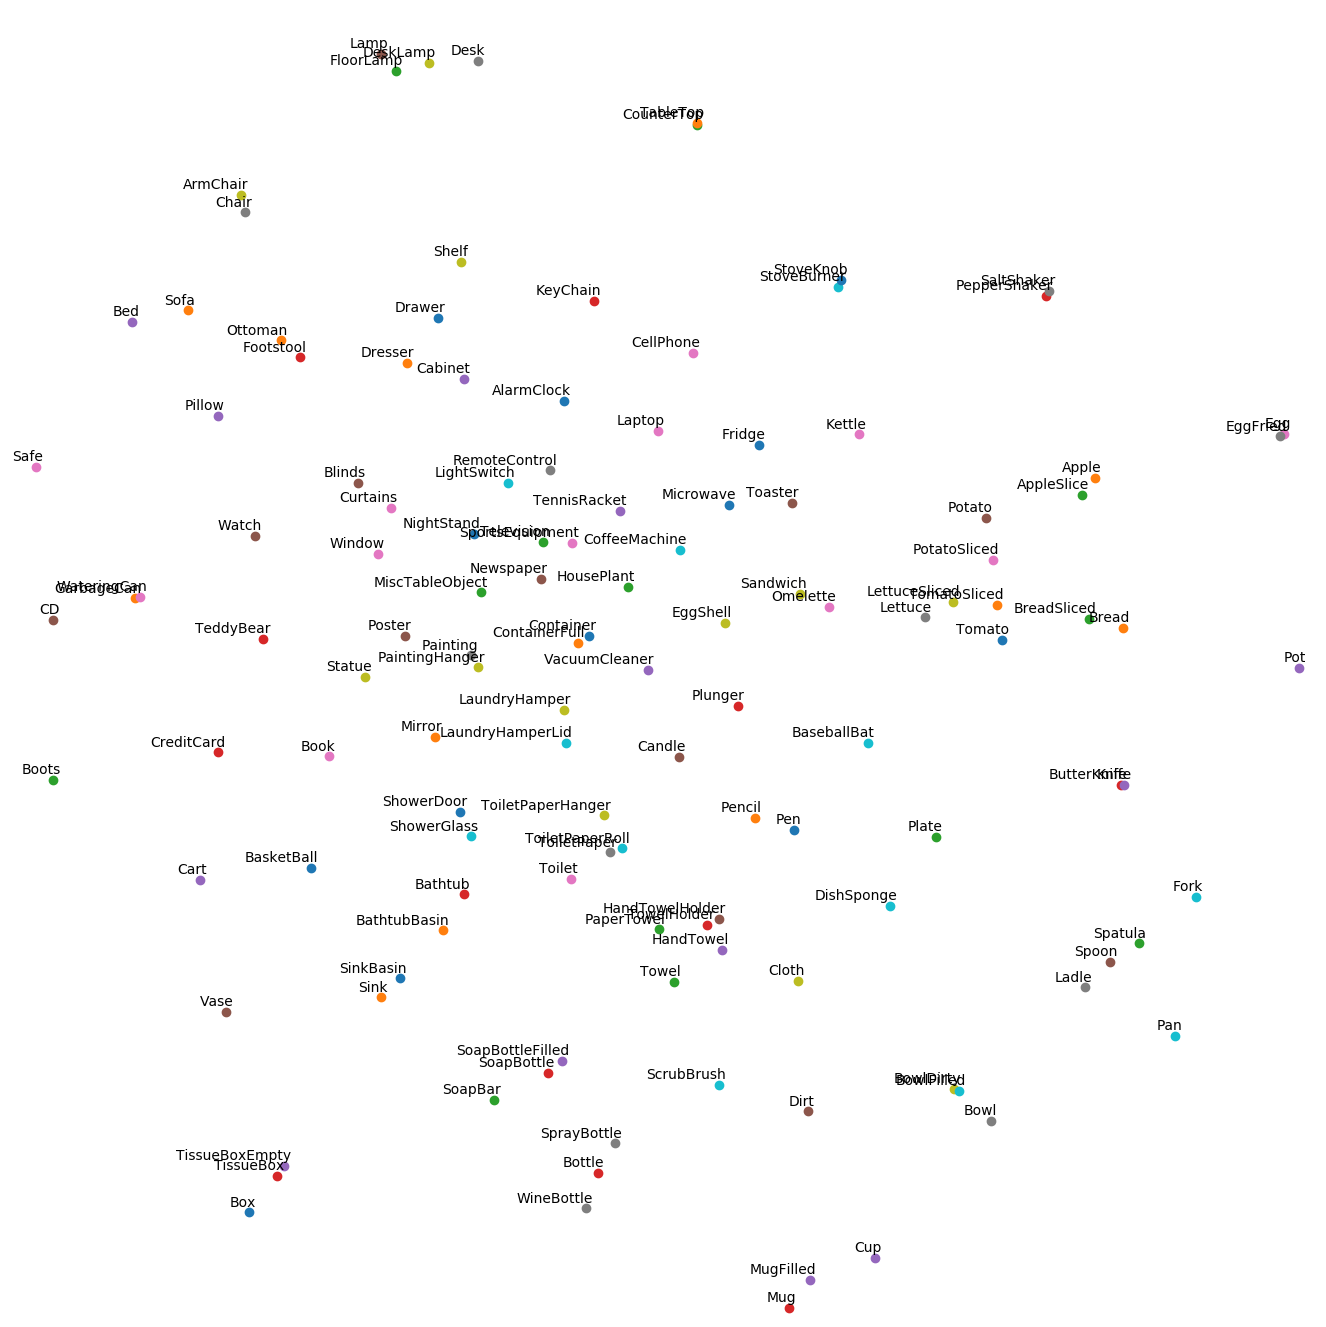 Lamp
DeskLamp
Desk
FloorLamp
TableTop
CounterTop
ArmChair
Chair
Shelf
KeyChain
StoveKnob
StoveBurner
SaltShaker
PepperShaker
Sofa
Bed
Drawer
Ottoman
Footstool
CellPhone
Dresser
Cabinet
AlarmClock
Pillow
Laptop
Fridge
Kettle
Egg
EggFried
Safe
RemoteControl
Blinds
LightSwitch
Apple
AppleSlice
Curtains
TennisRacket
Microwave
Toaster
Potato
Watch
NightStand
Television
SportsEquipment
Window
CoffeeMachine
PotatoSliced
Newspaper
HousePlant
MiscTableObject
WateringCan
GarbageCan
Sandwich
Omelette
LettuceSliced
TomatoSliced
Lettuce
BreadSliced
Bread
CD
TeddyBear
Poster
Container
ContainerFull
EggShell
Tomato
Painting
PaintingHanger
Statue
VacuumCleaner
Pot
LaundryHamper
Plunger
Mirror
LaundryHamperLid
BaseballBat
CreditCard
Book
Candle
Boots
ButterKnife
Knife
ShowerDoor
ToiletPaperHanger
Pencil
Pen
ShowerGlass
Plate
ToiletPaperRoll
ToiletPaper
BasketBall
Cart
Toilet
Bathtub
DishSponge
Fork
HandTowelHolder
TowelHolder
PaperTowel
BathtubBasin
HandTowel
Spatula
Spoon
SinkBasin
Sink
Towel
Cloth
Ladle
Vase
Pan
SoapBottleFilled
SoapBottle
SoapBar
ScrubBrush
BowlDirty
BowlFilled
Dirt
Bowl
SprayBottle
TissueBoxEmpty
TissueBox
Bottle
Box
WineBottle
Cup
MugFilled
Mug